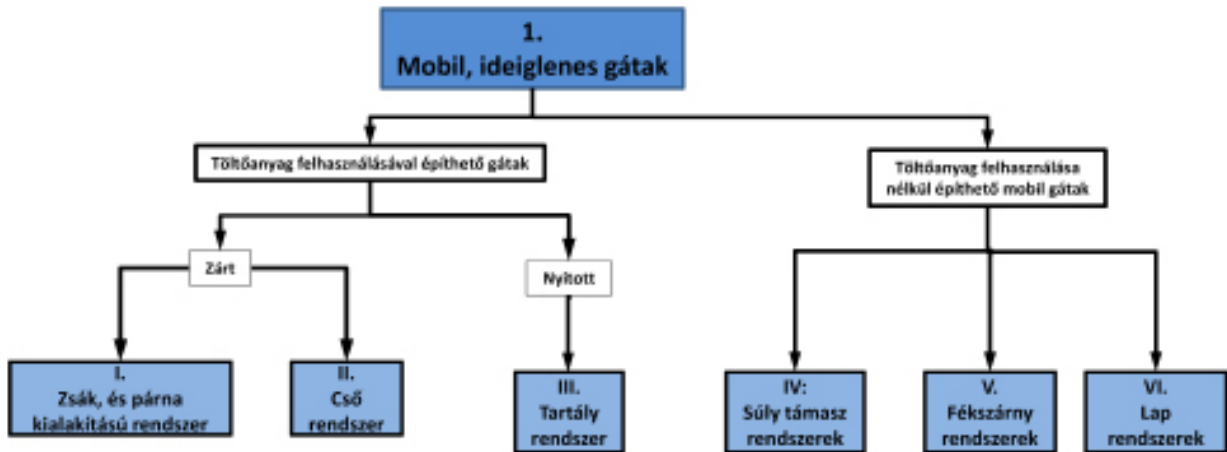 1.
Mobil, ideiglenes gátak
Töltőanyag felhasználásával építhető gátak
Töltőanyag felhasználása
nélkül építhető mobil gátak
Zárt
Nyitott
I.
Zsák, és párna
kialakítású rendszer
II.
Cső
rendszer
III.
Tartály
rendszer
IV:
Súly támasz
rendszerek
V.
Fékszárny
rendszerek
VI.
Lap
rendszerek